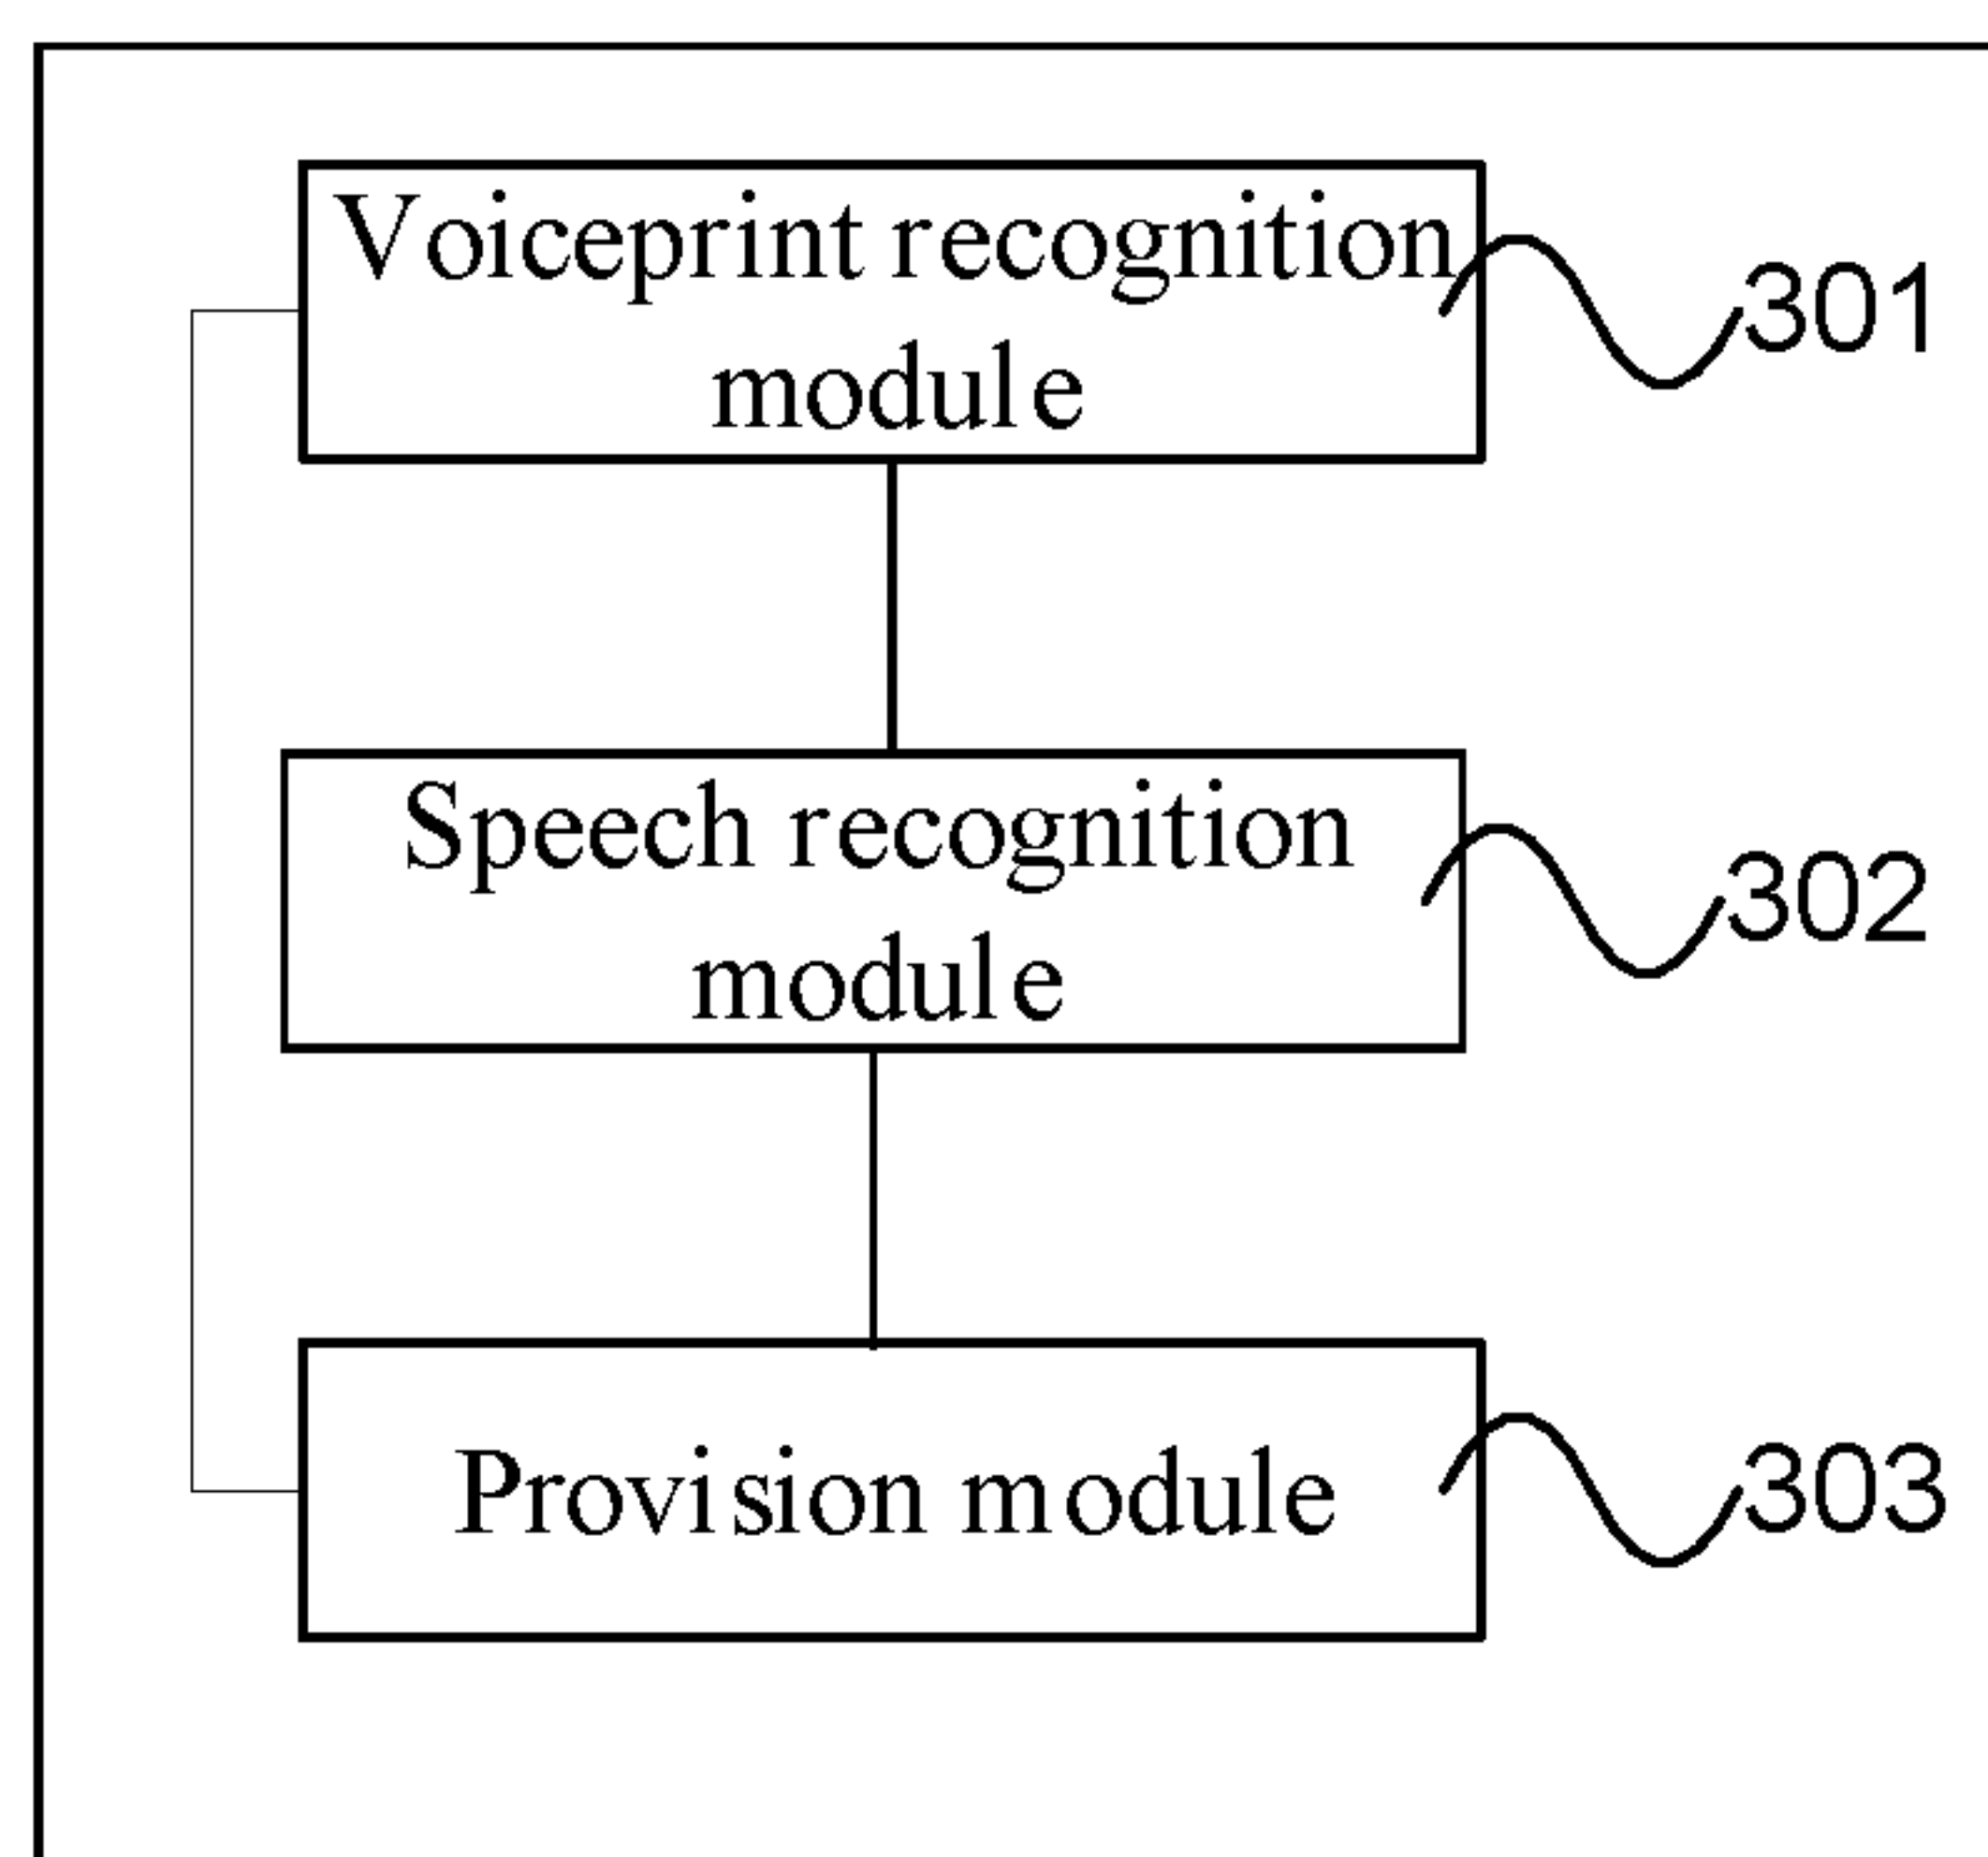 Voiceprint recognition
module
301
Speech recognition
module
302
Provision module
303